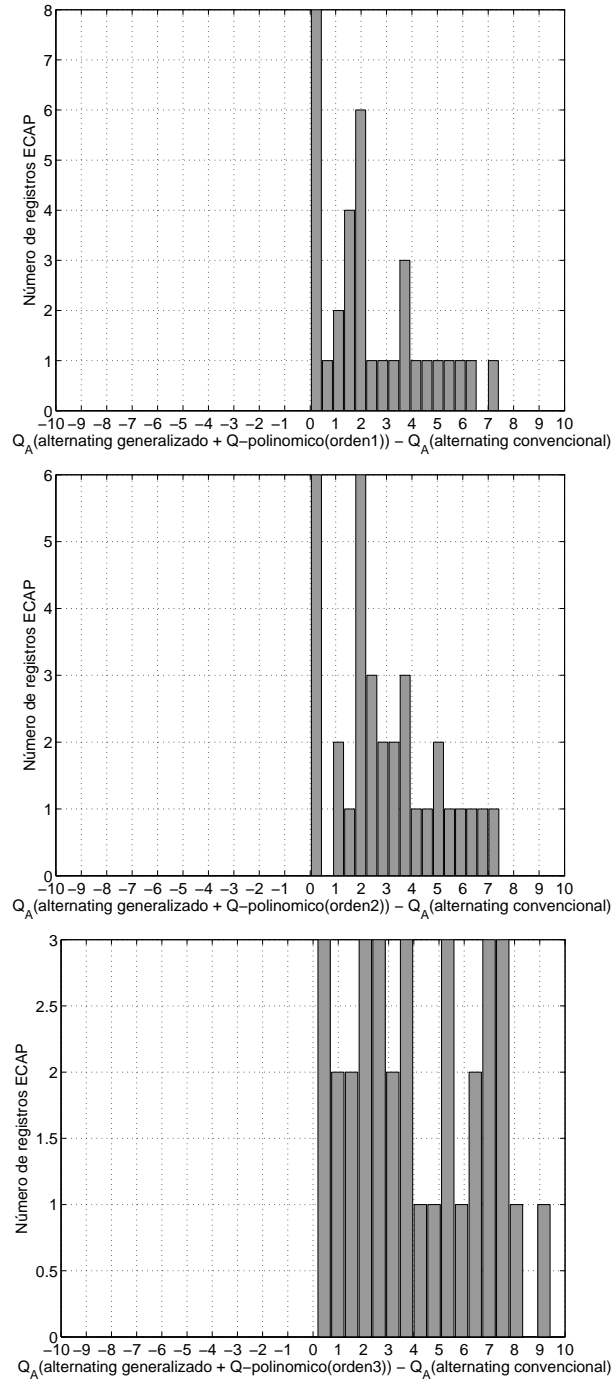 8
7
6
5
4
3
2
1
0
Número de registros ECAP
−10 −9 −8 −7 −6 −5 −4 −3 −2 −1 0 1 2 3 4 5 6 7 8 9 10
Q_A(alternating generalizado + Q−polinomico(orden1)) − Q_A(alternating convencional)
6
5
4
3
2
1
0
Número de registros ECAP
−10 −9 −8 −7 −6 −5 −4 −3 −2 −1 0 1 2 3 4 5 6 7 8 9 10
Q_A(alternating generalizado + Q−polinomico(orden2)) − Q_A(alternating convencional)
3
2.5
2
1.5
1
0.5
0
Número de registros ECAP
−10 −9 −8 −7 −6 −5 −4 −3 −2 −1 0 1 2 3 4 5 6 7 8 9 10
Q_A(alternating generalizado + Q−polinomico(orden3)) − Q_A(alternating convencional)